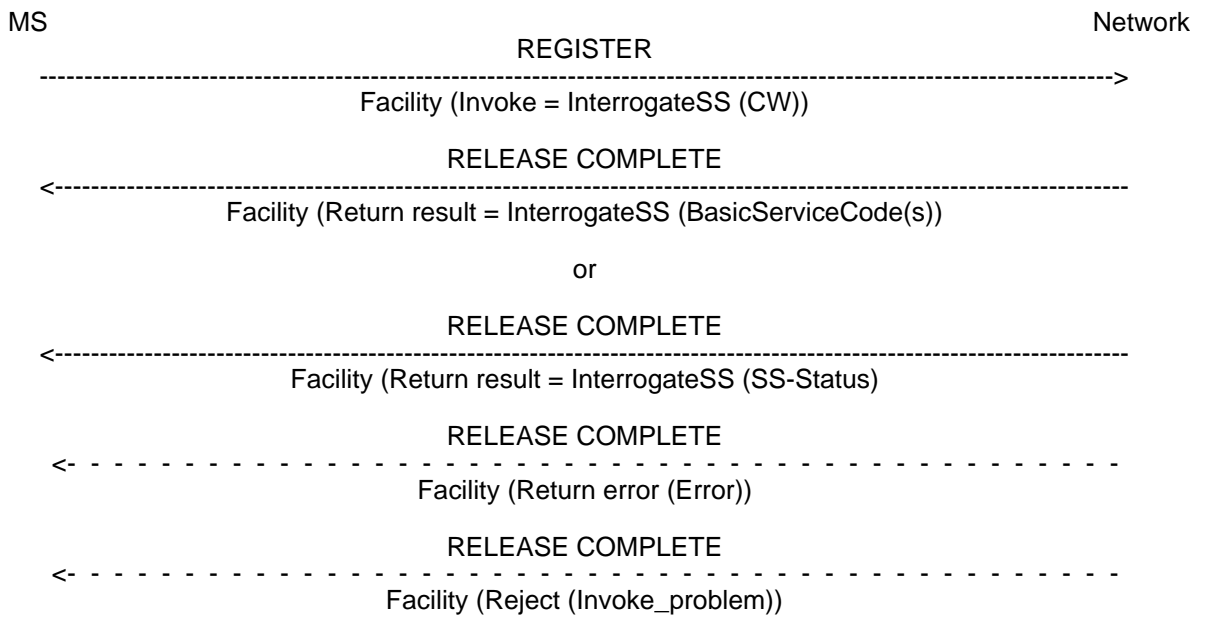 MS Network
REGISTER
Facility (Invoke = InterrogateSS (CW))
RELEASE COMPLETE
Facility (Return result = InterrogateSS (BasicServiceCode(s))
or
RELEASE COMPLETE
Facility (Return result = InterrogateSS (SS-Status)
RELEASE COMPLETE
Facility (Return error (Error))
RELEASE COMPLETE
Facility (Reject (Invoke_problem))